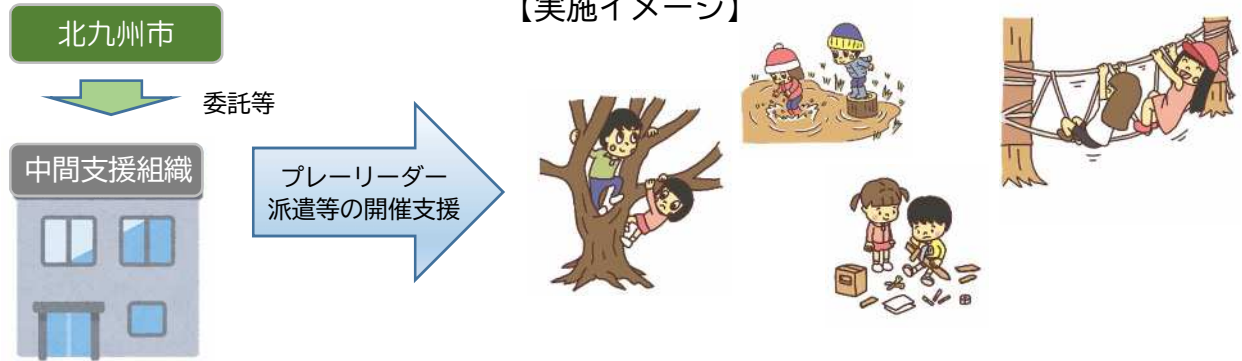 【実施イメージ】
北九州市
委託等
中間支援組織
プレーリーダー
派遣等の開催支援